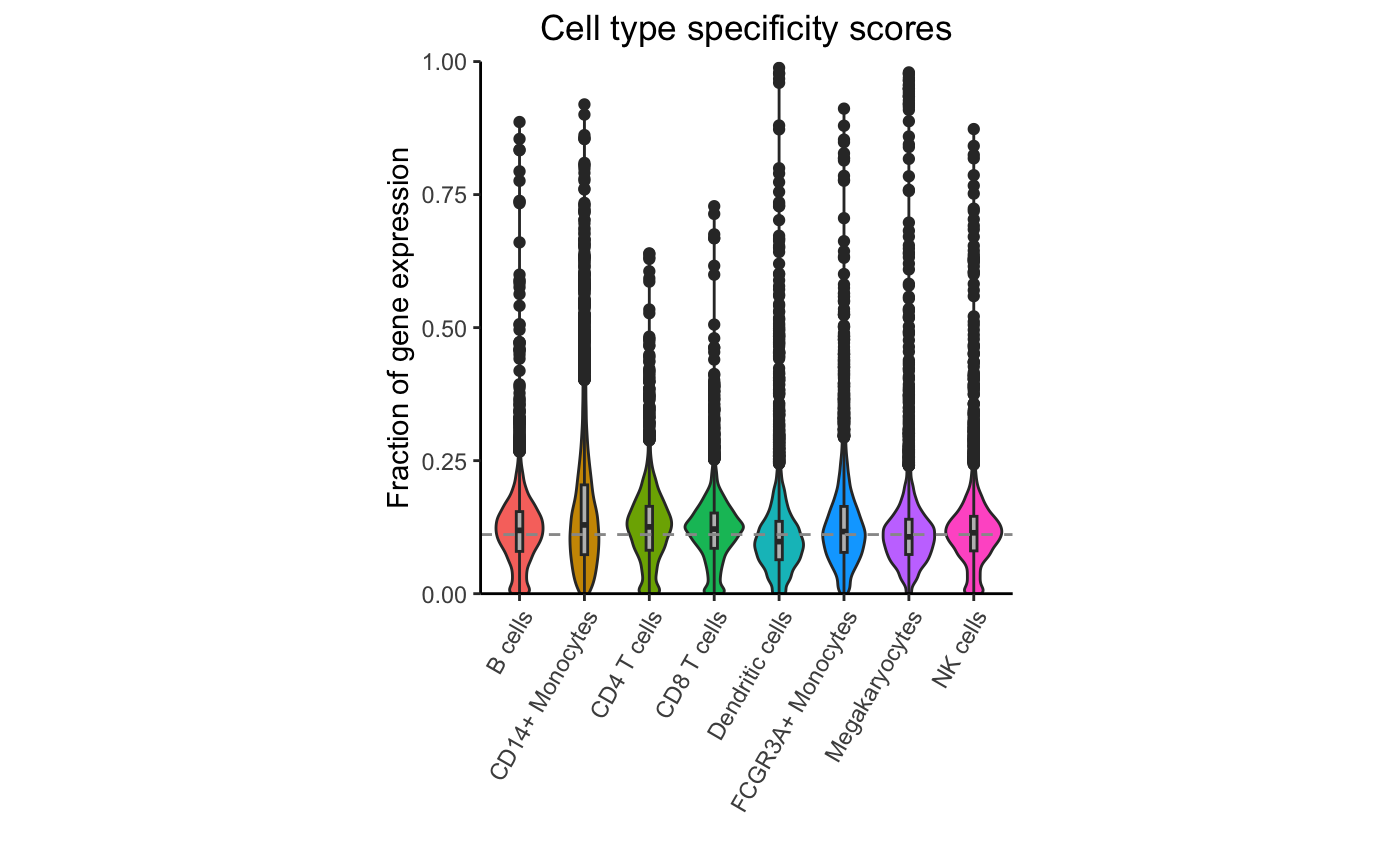 Cell type specificity scores
Fraction of gene expression
1.00
0.75
0.50
0.25
0.00
B cells
CD14+ Monocytes
CD4 T cells
CD8 T cells
Dendritic cells
FCGR3A+ Monocytes
Megakaryocytes
NK cells